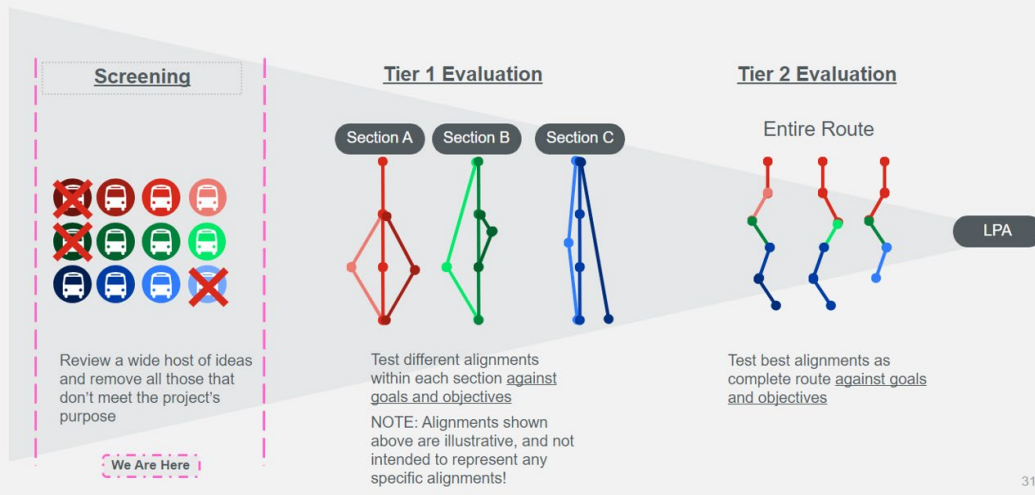 Screening
Tier 1 Evaluation
Tier 2 Evaluation
Section A
Section B
Section C
Entire Route
LPA
Review a wide host of ideas
and remove all those that
don't meet the project's
purpose
We Are Here
Test different alignments
within each section against
goals and objectives
NOTE: Alignments shown
above are illustrative, and not
intended to represent any
specific alignments!
Test best alignments as
complete route against goals
and objectives
31